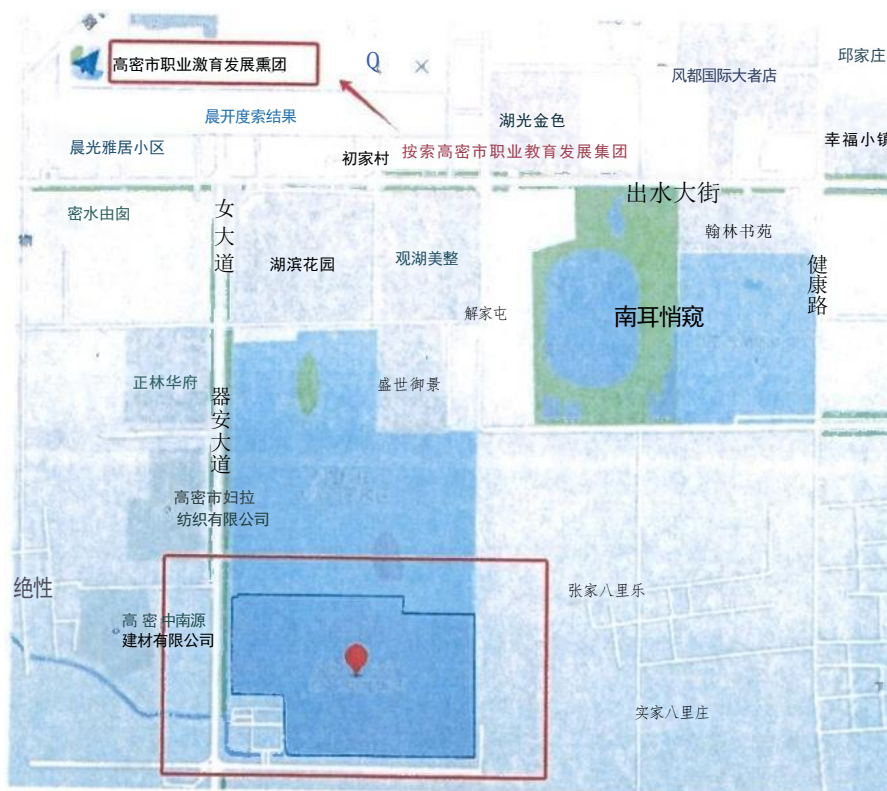 高密市职业激育发展熏团
Q ×
风都国际大者店
邱家庄
晨开度索结果
湖光金色
晨光雅居小区
初家村
按索高密市职业教育发展集团
幸福小镇
出水大街
密水由囱
女大道
翰林书苑
湖滨花园
观湖美整
健康路
解家屯
南耳悄窥
正林华府
盛世御景
器安大道
高密市妇拉
纺织有限公司
绝性
张家八里乐
高密中南源
建材有限公司
实家八里庄